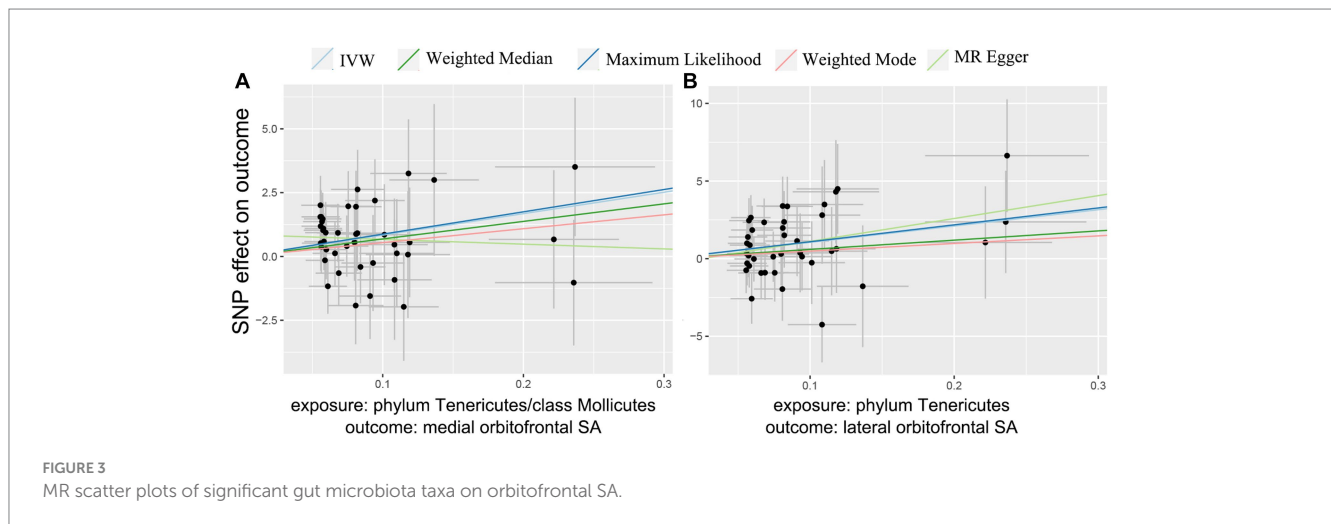 IVW Weighted Median Maximum Likelihood Weighted Mode MR Egger
A
SNP effect on outcome
5.0
2.5
0.0
−2.5
0.1 0.2 0.3
exposure: phylum Tenericutes/class Mollicutes
outcome: medial orbitofrontal SA
B
10
5
0
−5
0.1 0.2 0.3
exposure: phylum Tenericutes
outcome: lateral orbitofrontal SA
FIGURE 3
MR scatter plots of significant gut microbiota taxa on orbitofrontal SA.